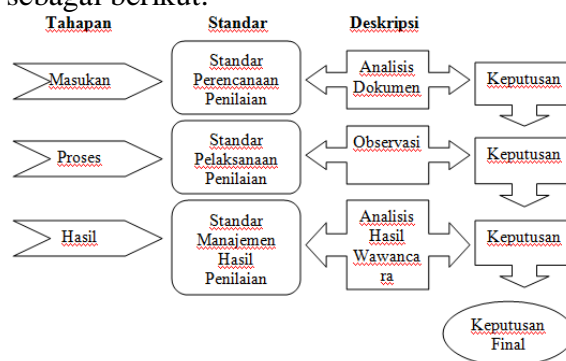 sebagai berikut:
Tahapan Standar Deskripsi
Masukan
Standar
Perencanaan
Penilaian
Analisis
Dokumen
Keputusan
Proses
Standar
Pelaksanaan
Penilaian
Observasi
Keputusan
Hasil
Standar
Manajemen
Hasil
Penilaian
Analisis
Hasil
Wawanca
ra
Keputusan
Keputusan
Final